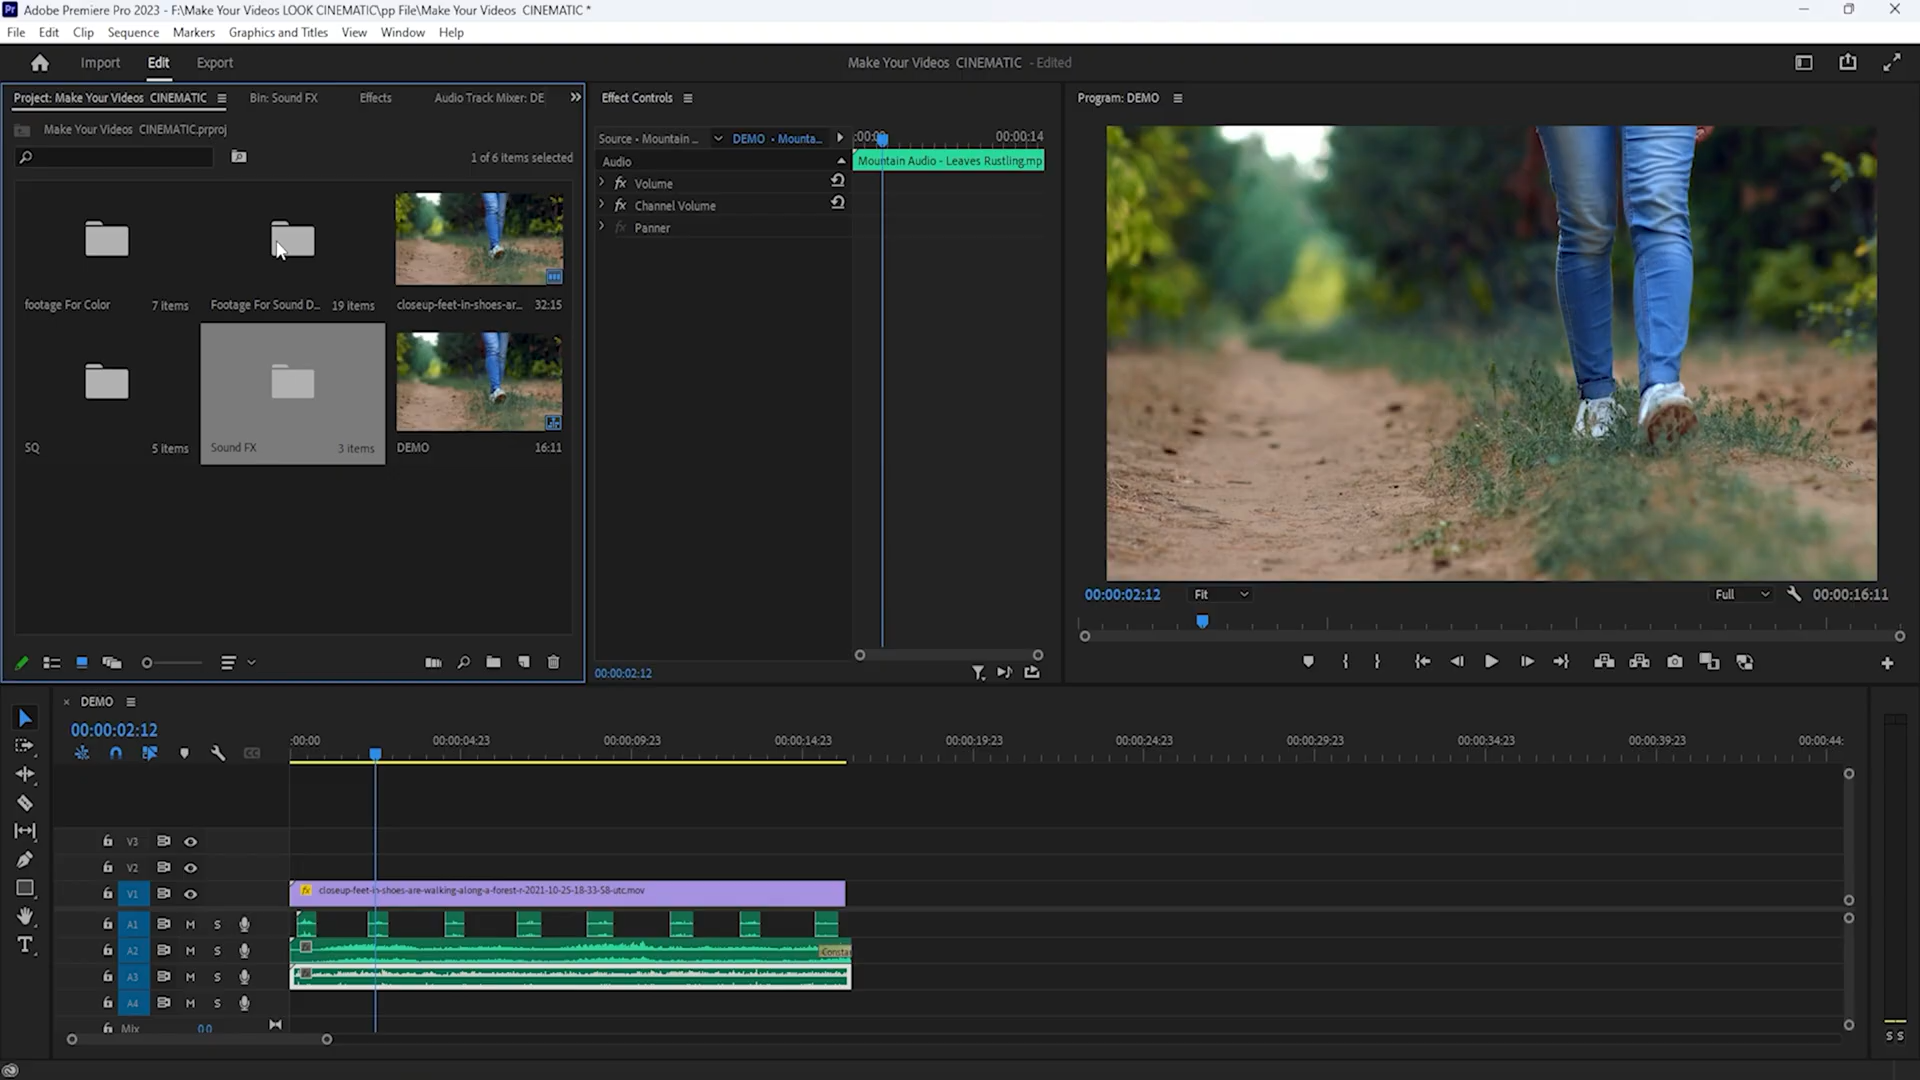 Adobe Premiere Pro 2023 - F:\Make Your Videos LOOK CINEMATIC\pp File\Make Your Videos  CINEMATIC *
File Edit Clip Sequence Markers Graphics and Titles View Window Help
Import Edit Export
Make Your Videos  CINEMATIC - Edited
Project: Make Your Videos  CINEMATIC
Bin: Sound FX
Effects
Audio Track Mixer: DE
Make Your Videos  CINEMATIC.prproj
1 of 6 items selected
footage For Color 7 items
Footage For Sound D... 19 items
closeup-feet-in-shoes-ar... 32:15
SQ 5 items
Sound FX 3 items
DEMO 16:11
Effect Controls
Source • Mountain ...
DEMO • Mounta...
:00:00 00:00:14
Audio
Mountain Audio - Leaves Rustling.mp
fx Volume
fx Channel Volume
fx Panner
00:00:02:12
Program: DEMO
00:00:02:12 Fit Full 00:00:16:11
DEMO
00:00:02:12
:00:00 00:00:04:23 00:00:09:23 00:00:14:23 00:00:19:23 00:00:24:23 00:00:29:23 00:00:34:23 00:00:39:23 00:00:44:
V3
V2
V1
fx closeup-feet-in-shoes-are-walking-along-a-forest-r-2021-10-25-18-33-58-utc.mov
A1 M S
A2 M S
Consta
A3 M S
A4 M S
Mix 0.0
S S